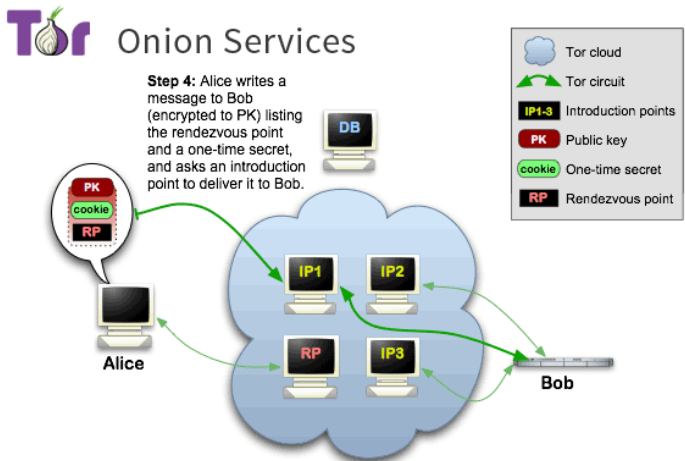 Tor Onion Services
Step 4: Alice writes a
message to Bob
(encrypted to PK) listing
the rendezvous point
and a one-time secret,
and asks an introduction
point to deliver it to Bob.
DB
Tor cloud
Tor circuit
IP1-3 Introduction points
PK Public key
cookie One-time secret
RP Rendezvous point
PK
cookie
RP
IP1 IP2
RP IP3
Alice
Bob